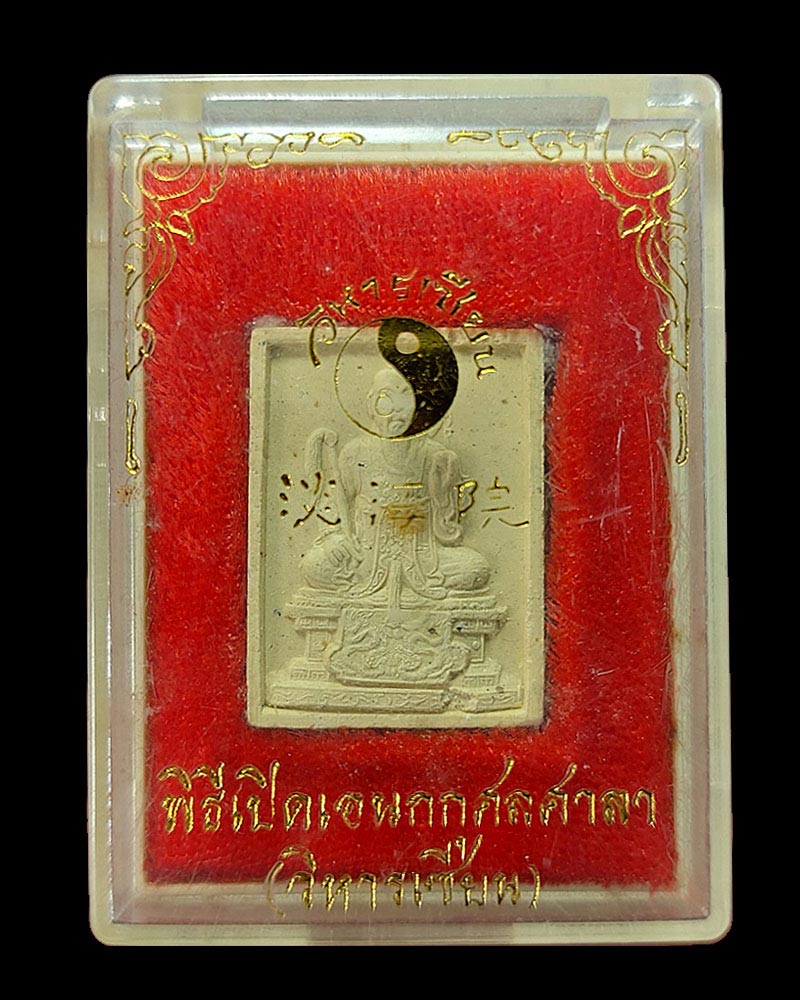 วิหารเซียน
淡浮院
พิธีเปิดเอนกกุศลศาลา
(วิหารเซียน)